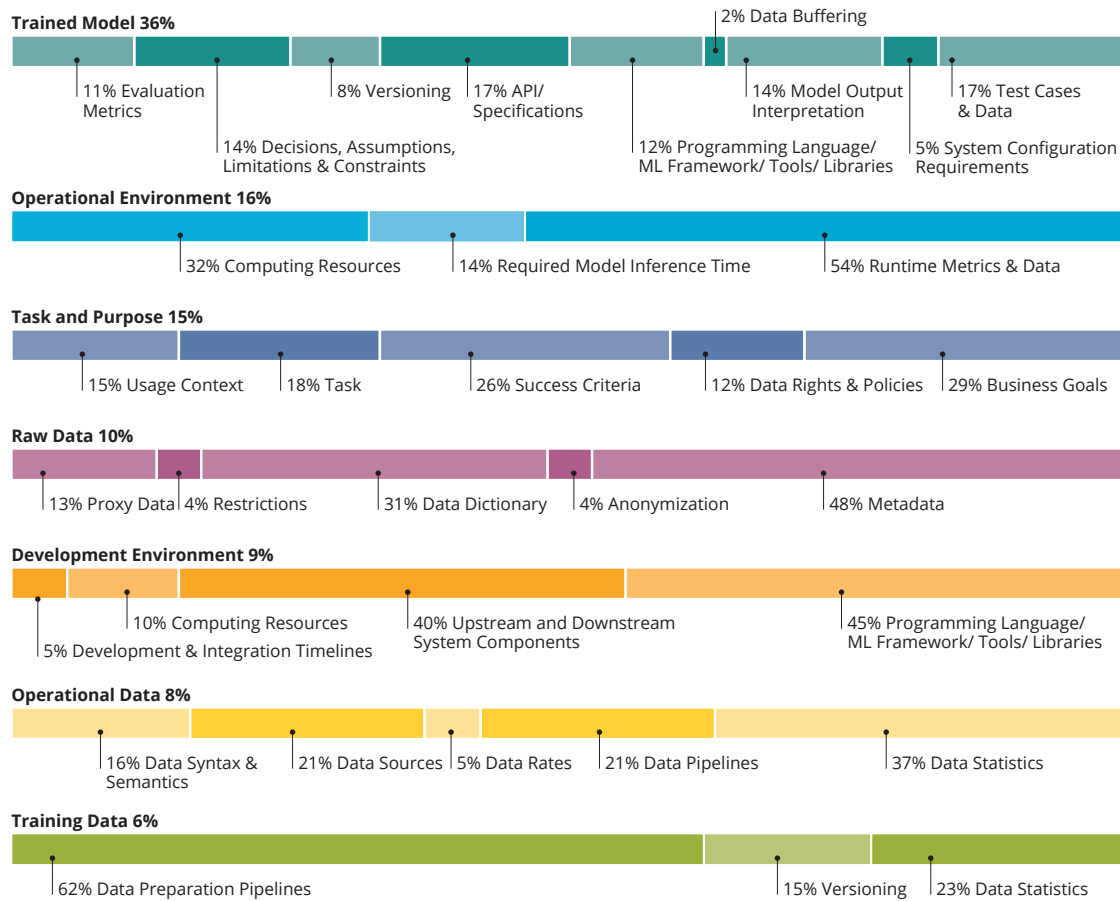 Trained Model 36%
2% Data Buffering
11% Evaluation
Metrics
8% Versioning
17% API/
Specifications
14% Model Output
Interpretation
17% Test Cases
& Data
14% Decisions, Assumptions,
Limitations & Constraints
12% Programming Language/
ML Framework/ Tools/ Libraries
5% System Configuration
Requirements
Operational Environment 16%
32% Computing Resources
14% Required Model Inference Time
54% Runtime Metrics & Data
Task and Purpose 15%
15% Usage Context
18% Task
26% Success Criteria
12% Data Rights & Policies
29% Business Goals
Raw Data 10%
13% Proxy Data
4% Restrictions
31% Data Dictionary
4% Anonymization
48% Metadata
Development Environment 9%
10% Computing Resources
40% Upstream and Downstream
System Components
45% Programming Language/
ML Framework/ Tools/ Libraries
5% Development & Integration Timelines
Operational Data 8%
16% Data Syntax &
Semantics
21% Data Sources
5% Data Rates
21% Data Pipelines
37% Data Statistics
Training Data 6%
62% Data Preparation Pipelines
15% Versioning
23% Data Statistics